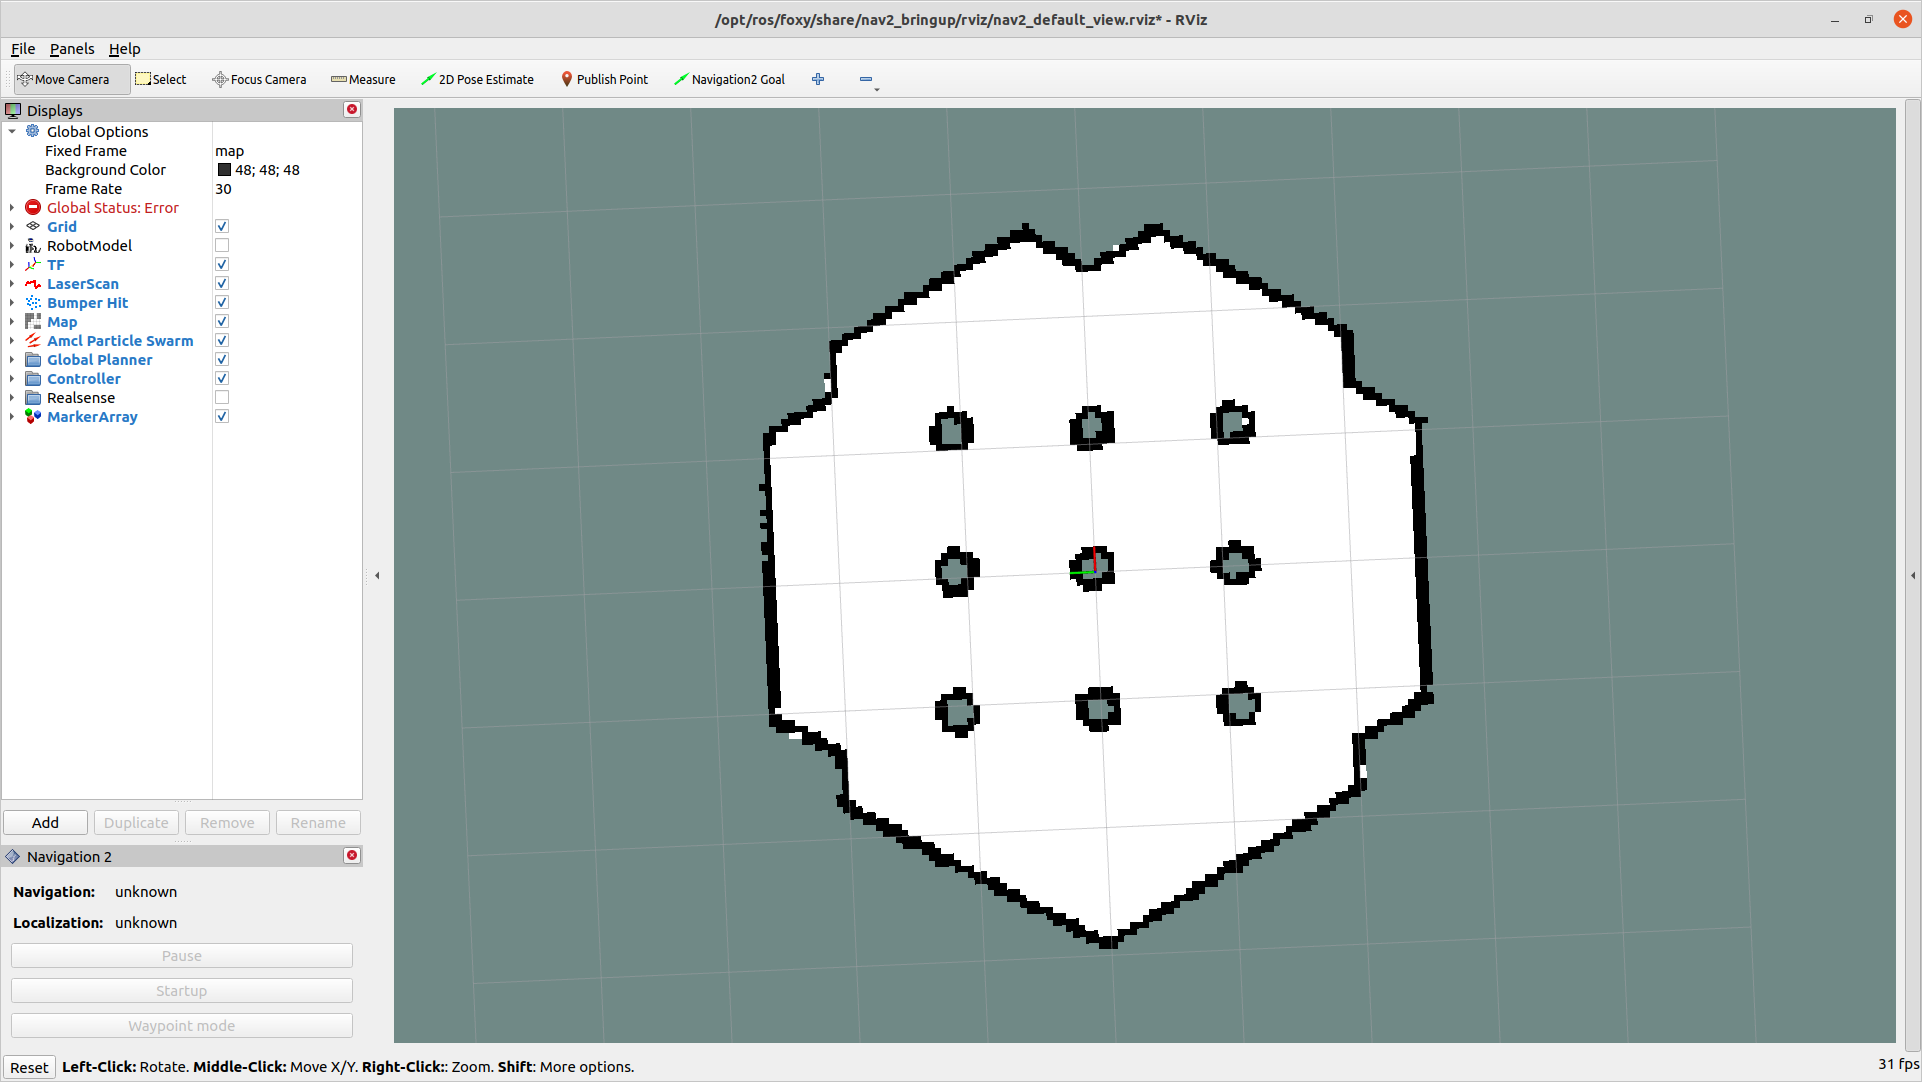 /opt/ros/foxy/share/nav2_bringup/rviz/nav2_default_view.rviz* - RViz
File Panels Help
Move Camera Select Focus Camera Measure 2D Pose Estimate Publish Point Navigation2 Goal
Displays
Global Options
Fixed Frame map
Background Color 48; 48; 48
Frame Rate 30
Global Status: Error
Grid
RobotModel
TF
LaserScan
Bumper Hit
Map
Amcl Particle Swarm
Global Planner
Controller
Realsense
MarkerArray
Add Duplicate Remove Rename
Navigation 2
Navigation: unknown
Localization: unknown
Pause
Startup
Waypoint mode
Reset Left-Click: Rotate. Middle-Click: Move X/Y. Right-Click:: Zoom. Shift: More options. 31 fps